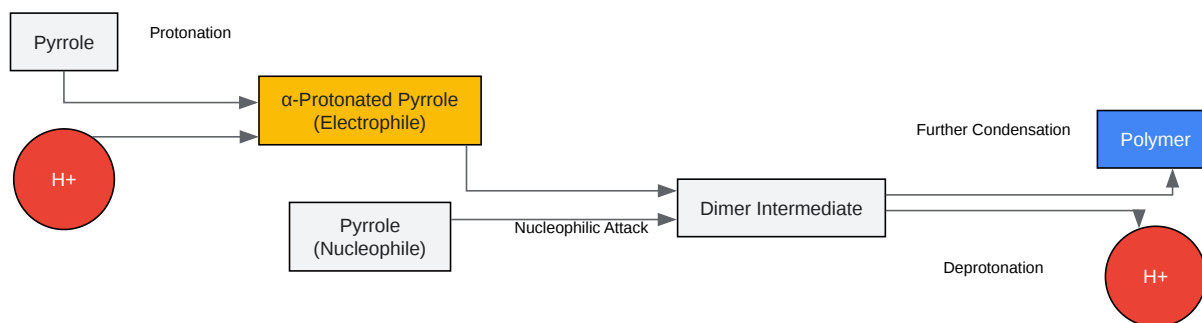 Pyrrole
Protonation
α-Protonated Pyrrole
(Electrophile)
H+
Pyrrole
(Nucleophile)
Nucleophilic Attack
Dimer Intermediate
Further Condensation
Polymer
Deprotonation
H+